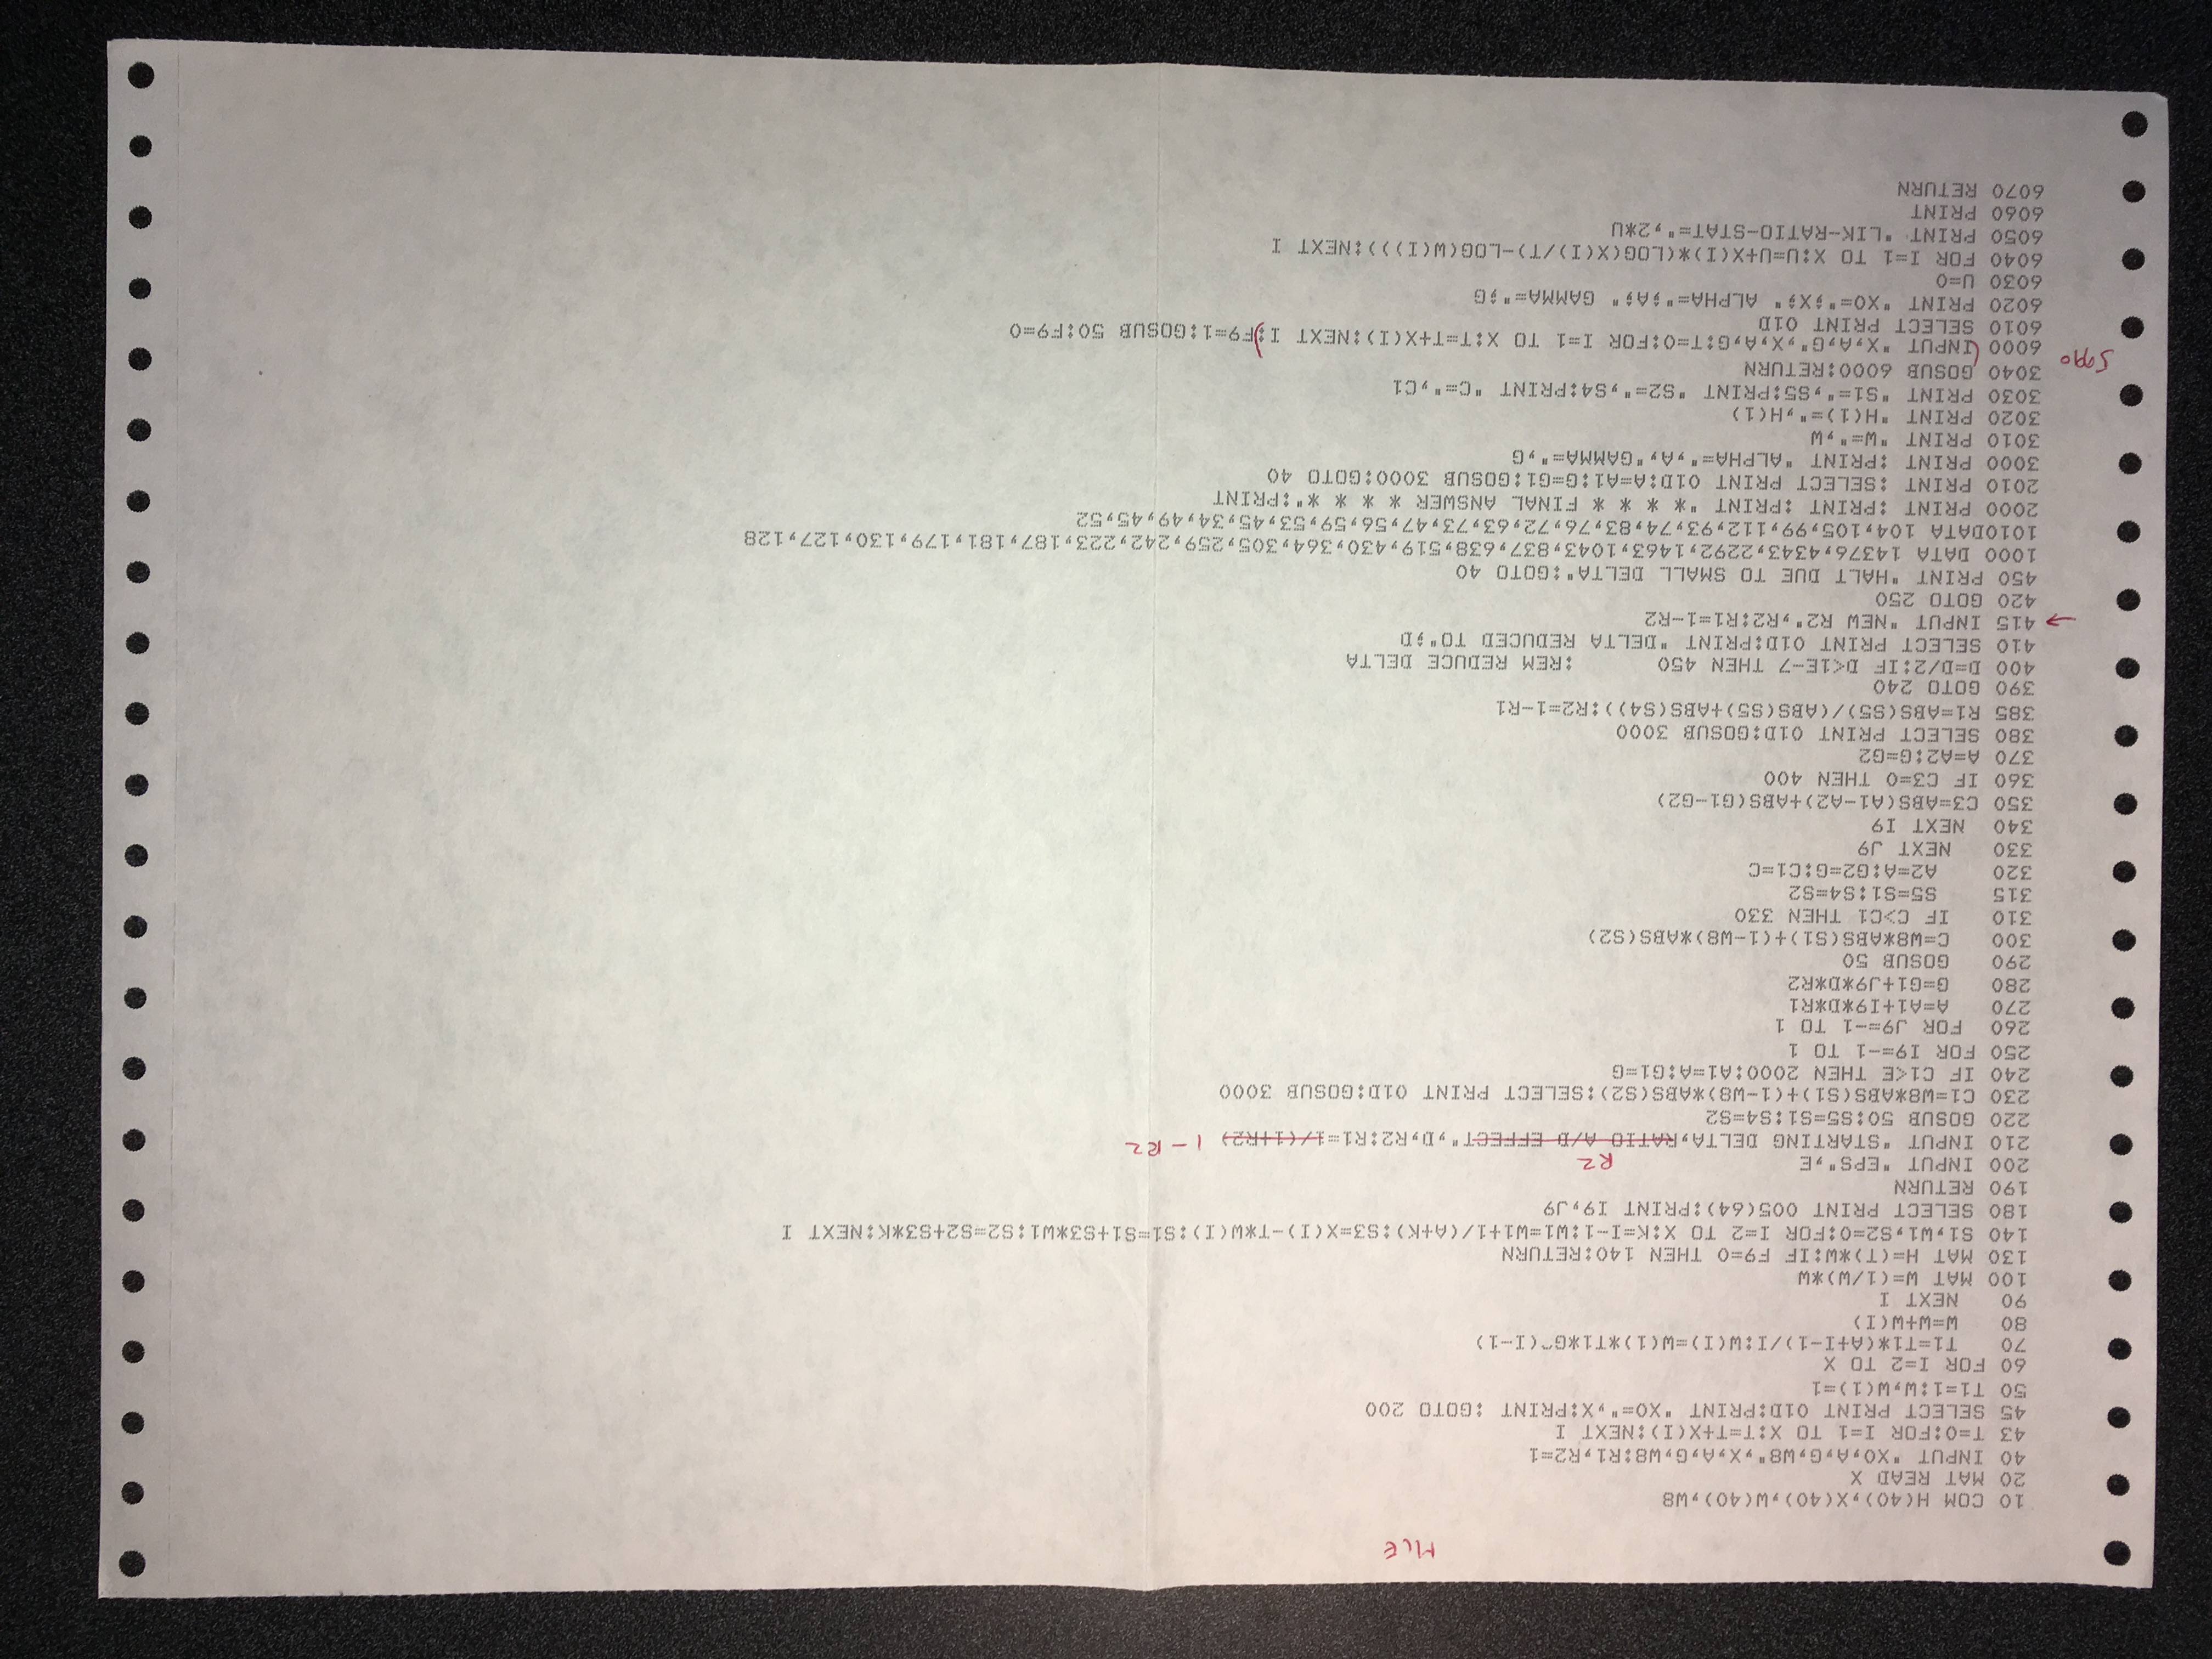 MLE
10 COM H(40),X(40),W(40),W8
20 MAT READ X
40 INPUT "X0,A,G,W8",X,A,G,W8:R1,R2=1
43 T=0:FOR I=1 TO X:T=T+X(I):NEXT I
45 SELECT PRINT 01D:PRINT "X0=",X:PRINT :GOTO 200
50 T1=1:W,W(1)=1
60 FOR I=2 TO X
70 T1=T1*(A+I-1)/I:W(I)=W(1)*T1*G^(I-1)
80 W=W+W(I)
90 NEXT I
100 MAT W=(1/W)*W
130 MAT H=(T)*W:IF F9=0 THEN 140:RETURN
140 S1,W1,S2=0:FOR I=2 TO X:K=I-1:W1=W1+1/(A+K):S3=X(I)-T*W(I):S1=S1+S3*W1:S2=S2+S3*K:NEXT I
180 SELECT PRINT 005(64):PRINT I9,J9
190 RETURN
200 INPUT "EPS",E
R2
210 INPUT "STARTING DELTA,RATIO A/D EFFECT",D,R2:R1=1/(1+R2) 1-R2
220 GOSUB 50:S5=S1:S4=S2
230 C1=W8*ABS(S1)+(1-W8)*ABS(S2):SELECT PRINT 01D:GOSUB 3000
240 IF C1<E THEN 2000:A1=A:G1=G
250 FOR I9=-1 TO 1
260 FOR J9=-1 TO 1
270 A=A1+I9*D*R1
280 G=G1+J9*D*R2
290 GOSUB 50
300 C=W8*ABS(S1)+(1-W8)*ABS(S2)
310 IF C>C1 THEN 330
315 S5=S1:S4=S2
320 A2=A:G2=G:C1=C
330 NEXT J9
340 NEXT I9
350 C3=ABS(A1-A2)+ABS(G1-G2)
360 IF C3=0 THEN 400
370 A=A2:G=G2
380 SELECT PRINT 01D:GOSUB 3000
385 R1=ABS(S5)/(ABS(S5)+ABS(S4)):R2=1-R1
390 GOTO 240
400 D=D/2:IF D<1E-7 THEN 450 :REM REDUCE DELTA
410 SELECT PRINT 01D:PRINT "DELTA REDUCED TO";D
→ 415 INPUT "NEW R2",R2:R1=1-R2
420 GOTO 250
450 PRINT "HALT DUE TO SMALL DELTA":GOTO 40
1000 DATA 14376,4343,2292,1463,1043,837,638,519,430,364,305,259,242,223,187,181,179,130,127,128
1010DATA 104,105,99,112,93,74,83,76,72,63,73,47,56,59,53,45,34,49,45,52
2000 PRINT :PRINT "* * * * FINAL ANSWER * * * *":PRINT
2010 PRINT :SELECT PRINT 01D:A=A1:G=G1:GOSUB 3000:GOTO 40
3000 PRINT :PRINT "ALPHA=",A,"GAMMA=",G
3010 PRINT "W=",W
3020 PRINT "H(1)=",H(1)
3030 PRINT "S1=",S5:PRINT "S2=",S4:PRINT "C=",C1
3040 GOSUB 6000:RETURN
5990 6000 (INPUT "X,A,G",X,A,G:T=0:FOR I=1 TO X:T=T+X(I):NEXT I:)F9=1:GOSUB 50:F9=0
6010 SELECT PRINT 01D
6020 PRINT "X0=";X;" ALPHA=";A;" GAMMA=";G
6030 U=0
6040 FOR I=1 TO X:U=U+X(I)*(LOG(X(I)/T)-LOG(W(I))):NEXT I
6050 PRINT "LIK-RATIO-STAT=",2*U
6060 PRINT
6070 RETURN